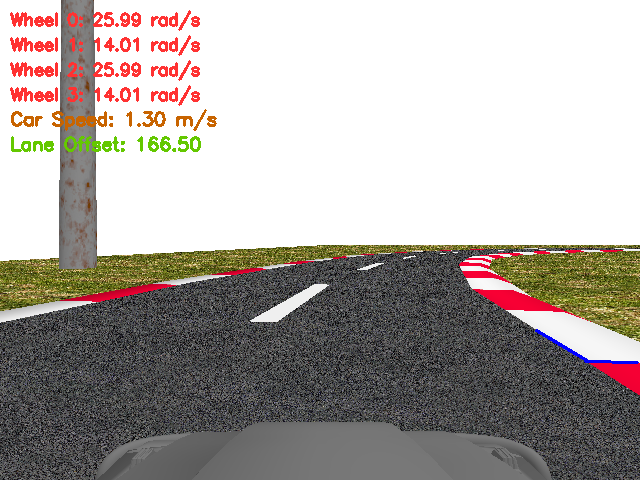 Wheel 0: 25.99 rad/s
Wheel 1: 14.01 rad/s
Wheel 2: 25.99 rad/s
Wheel 3: 14.01 rad/s
Car Speed: 1.30 m/s
Lane Offset: 166.50